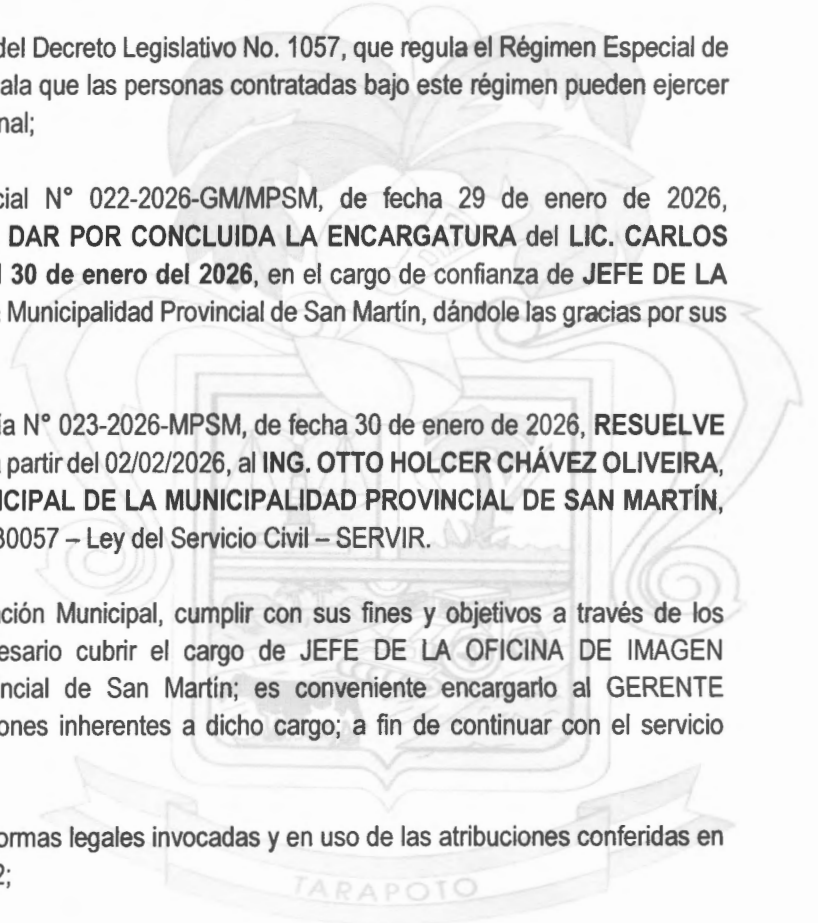 del Decreto Legislativo No. 1057, que regula el Régimen Especial de
ala que las personas contratadas bajo este régimen pueden ejercer
nal;
cial N° 022-2026-GM/MPSM, de fecha 29 de enero de 2026,
DAR POR CONCLUIDA LA ENCARGATURA del LIC. CARLOS
l 30 de enero del 2026, en el cargo de confianza de JEFE DE LA
Municipalidad Provincial de San Martín, dándole las gracias por sus
ía N° 023-2026-MPSM, de fecha 30 de enero de 2026, RESUELVE
partir del 02/02/2026, al ING. OTTO HOLCER CHÁVEZ OLIVEIRA,
ICIPAL DE LA MUNICIPALIDAD PROVINCIAL DE SAN MARTÍN,
30057 – Ley del Servicio Civil – SERVIR.
ción Municipal, cumplir con sus fines y objetivos a través de los
esario cubrir el cargo de JEFE DE LA OFICINA DE IMAGEN
incial de San Martín; es conveniente encargarlo al GERENTE
ones inherentes a dicho cargo; a fin de continuar con el servicio
ormas legales invocadas y en uso de las atribuciones conferidas en
2;
TARAPOTO